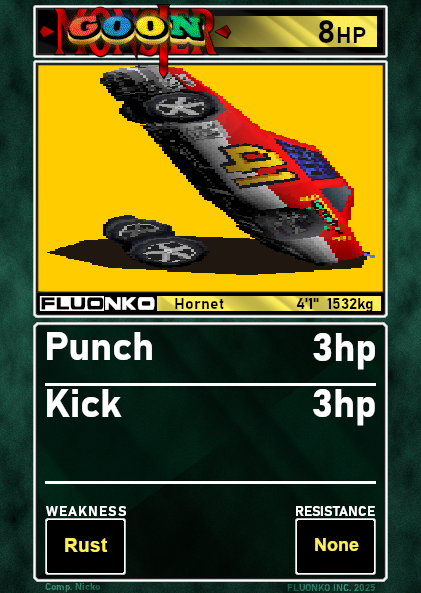 MONSTER
GOON
8HP
41
FLUONKO Hornet 4'1" 1532kg
Punch 3hp
Kick 3hp
WEAKNESS RESISTANCE
Rust None
Comp. Nicko FLUONKO INC. 2025